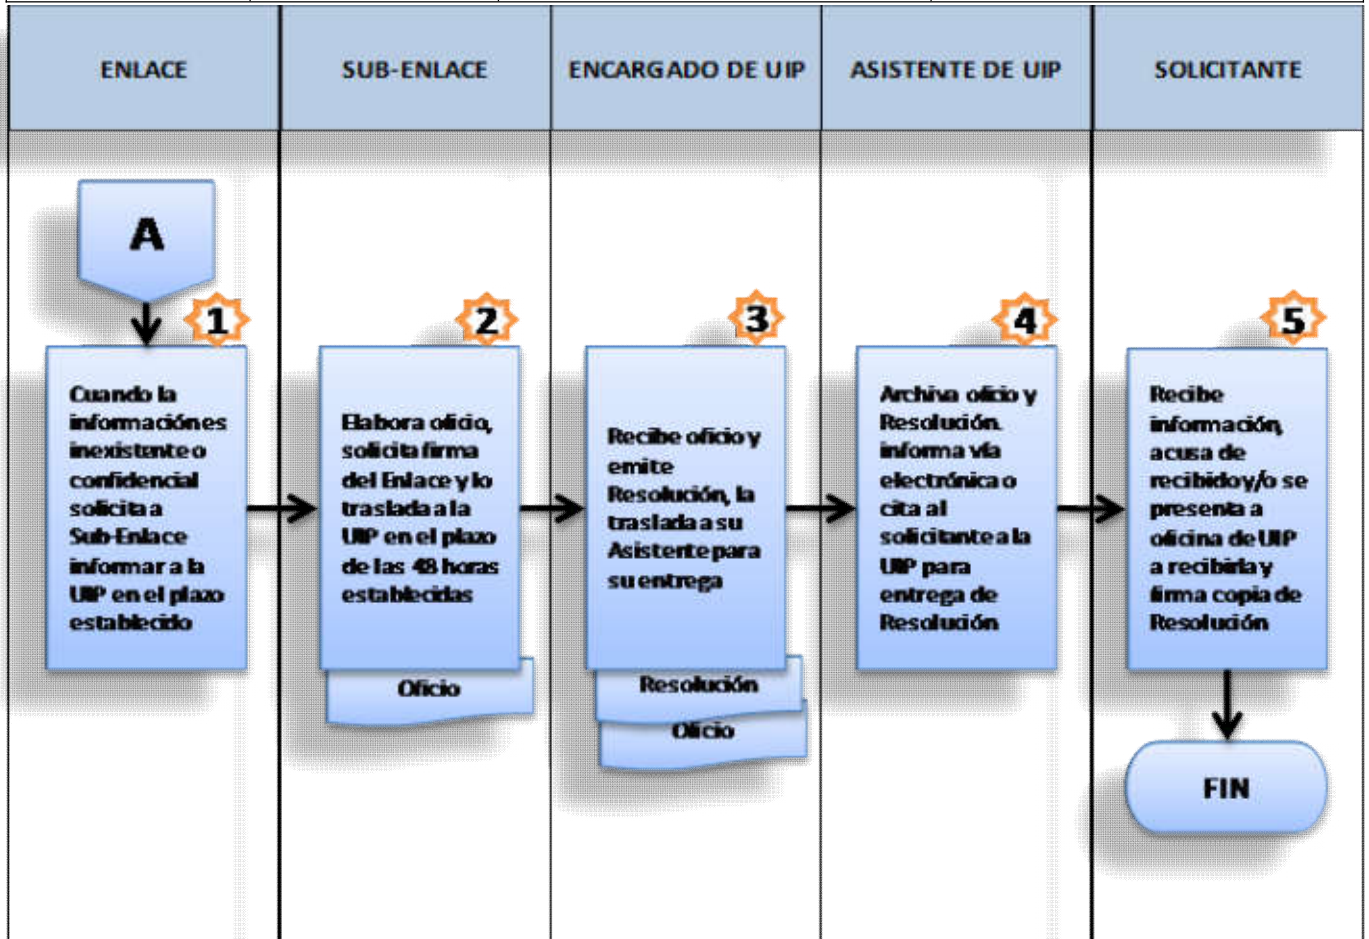 ENLACE
SUB-ENLACE
ENCARGADO DE UIP
ASISTENTE DE UIP
SOLICITANTE
A
1
Cuando la
información es
inexistente o
confidencial
solicita a
Sub-Enlace
informar a la
UIP en el plazo
establecido
2
Elabora oficio,
solicita firma
del Enlace y lo
traslada a la
UIP en el plazo
de las 48 horas
establecidas
Oficio
3
Recibe oficio y
emite
Resolución, la
traslada a su
Asistente para
su entrega
Resolución
Oficio
4
Archiva oficio y
Resolución.
informa vía
electrónica o
cita al
solicitante a la
UIP para
entrega de
Resolución
5
Recibe
información,
acusa de
recibido y/o se
presenta a
oficina de UIP
a recibirla y
firma copia de
Resolución
FIN